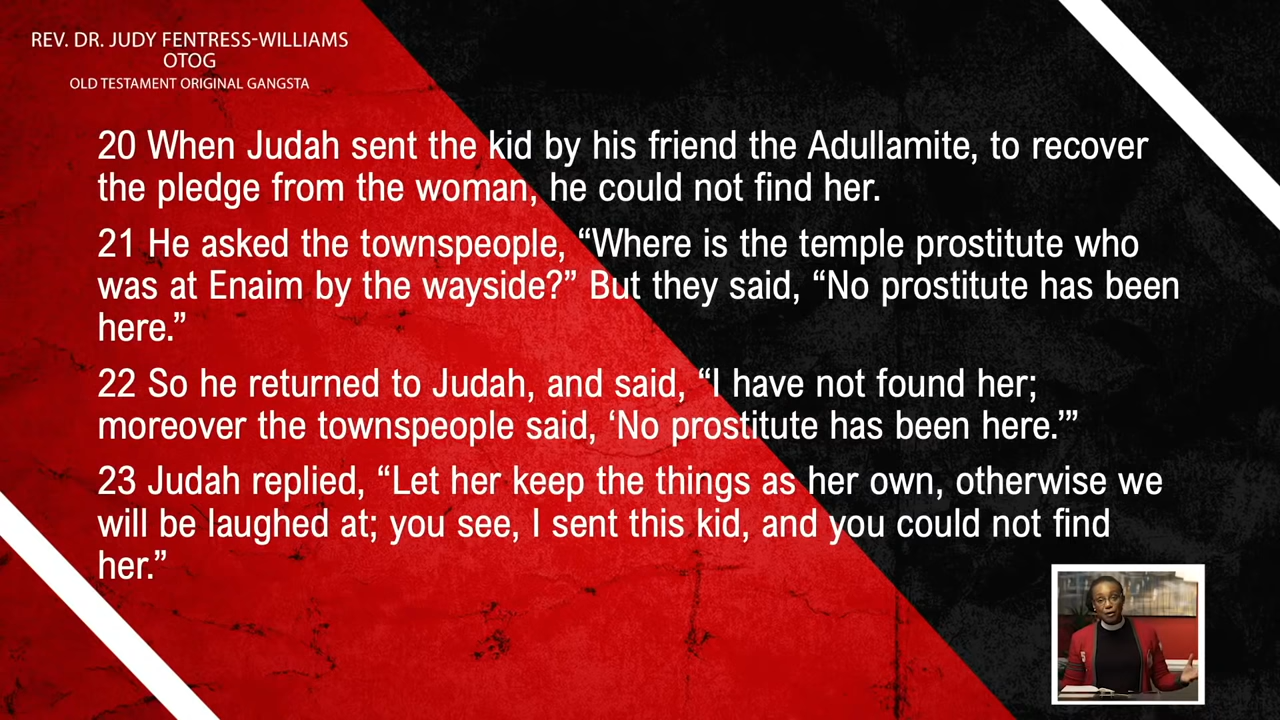 REV. DR. JUDY FENTRESS-WILLIAMS
OTOG
OLD TESTAMENT ORIGINAL GANGSTA
20 When Judah sent the kid by his friend the Adullamite, to recover
the pledge from the woman, he could not find her.
21 He asked the townspeople, “Where is the temple prostitute who
was at Enaim by the wayside?” But they said, “No prostitute has been
here.”
22 So he returned to Judah, and said, “I have not found her;
moreover the townspeople said, ‘No prostitute has been here.’”
23 Judah replied, “Let her keep the things as her own, otherwise we
will be laughed at; you see, I sent this kid, and you could not find
her.”